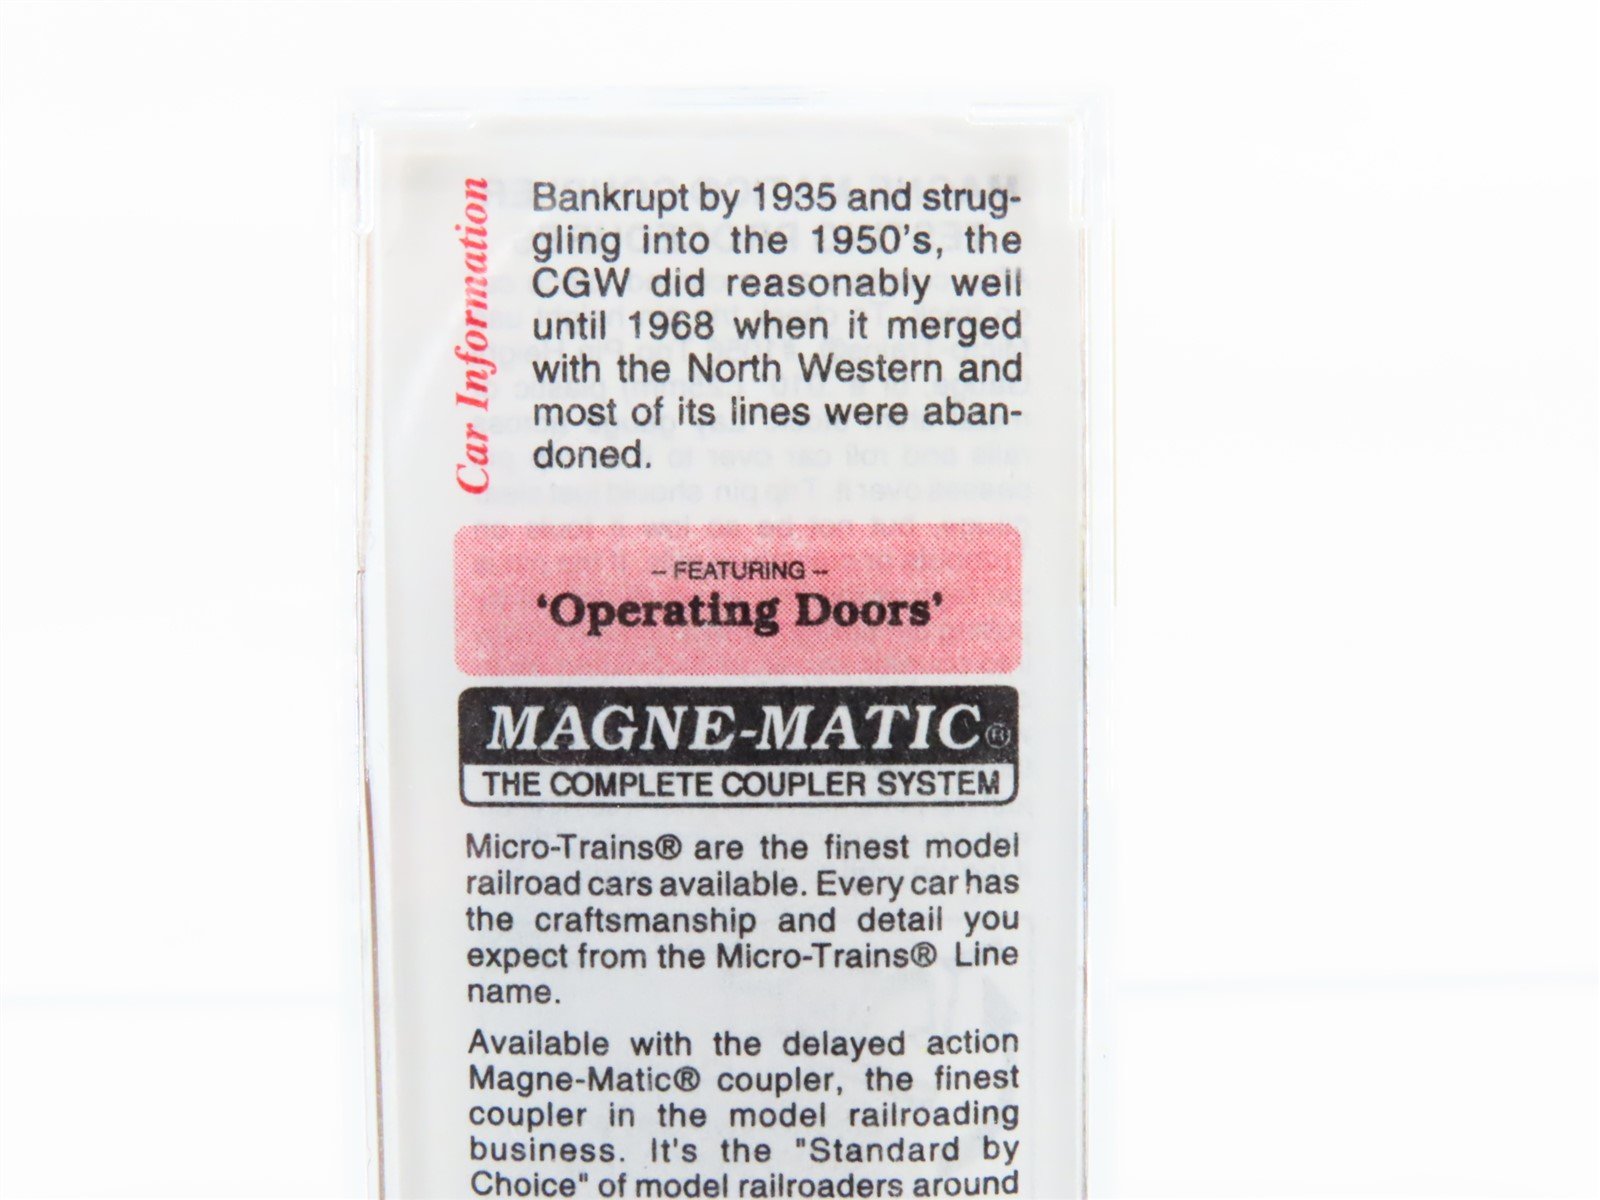 Car Information
Bankrupt by 1935 and strug-
gling into the 1950's, the
CGW did reasonably well
until 1968 when it merged
with the North Western and
most of its lines were aban-
doned.
– FEATURING –
'Operating Doors'
MAGNE-MATIC®
THE COMPLETE COUPLER SYSTEM
Micro-Trains® are the finest model
railroad cars available. Every car has
the craftsmanship and detail you
expect from the Micro-Trains® Line
name.
Available with the delayed action
Magne-Matic® coupler, the finest
coupler in the model railroading
business. It's the "Standard by
Choice" of model railroaders around